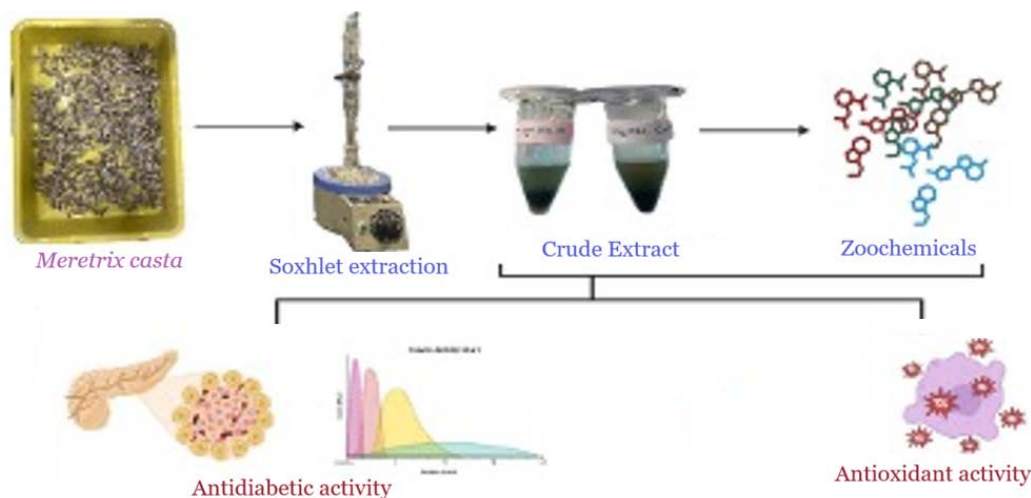 Meretrix casta
Soxhlet extraction
Crude Extract
Zoochemicals
Antidiabetic activity
Antioxidant activity